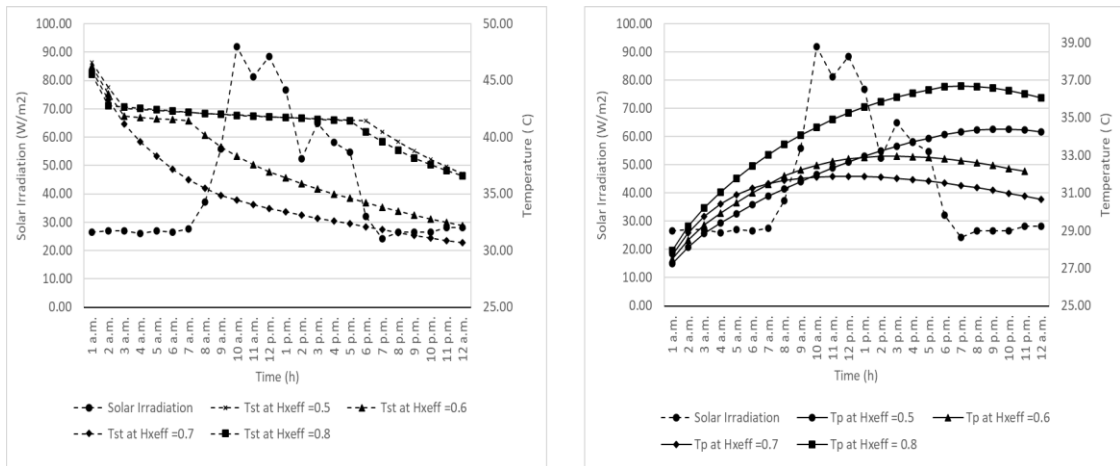 100.00
90.00
80.00
70.00
60.00
50.00
40.00
30.00
20.00
10.00
0.00
Solar Irradiation (W/m2)
50.00
45.00
40.00
35.00
30.00
25.00
Temperature ( C)
1 a.m.
2 a.m.
3 a.m.
4 a.m.
5 a.m.
6 a.m.
7 a.m.
8 a.m.
9 a.m.
10 a.m.
11 a.m.
12 p.m.
1 p.m.
2 p.m.
3 p.m.
4 p.m.
5 p.m.
6 p.m.
7 p.m.
8 p.m.
9 p.m.
10 p.m.
11 p.m.
12 a.m.
Time (h)
Solar Irradiation
Tst at Hxeff =0.5
Tst at Hxeff =0.6
Tst at Hxeff =0.7
Tst at Hxeff =0.8
100.00
90.00
80.00
70.00
60.00
50.00
40.00
30.00
20.00
10.00
0.00
Solar Irradiation (W/m2)
39.00
37.00
35.00
33.00
31.00
29.00
27.00
25.00
Temperature ( C)
1 a.m.
2 a.m.
3 a.m.
4 a.m.
5 a.m.
6 a.m.
7 a.m.
8 a.m.
9 a.m.
10 a.m.
11 a.m.
12 p.m.
1 p.m.
2 p.m.
3 p.m.
4 p.m.
5 p.m.
6 p.m.
7 p.m.
8 p.m.
9 p.m.
10 p.m.
11 p.m.
12 a.m.
Time (h)
Solar Irradiation
Tp at Hxeff =0.5
Tp at Hxeff =0.6
Tp at Hxeff =0.7
Tp at Hxeff = 0.8